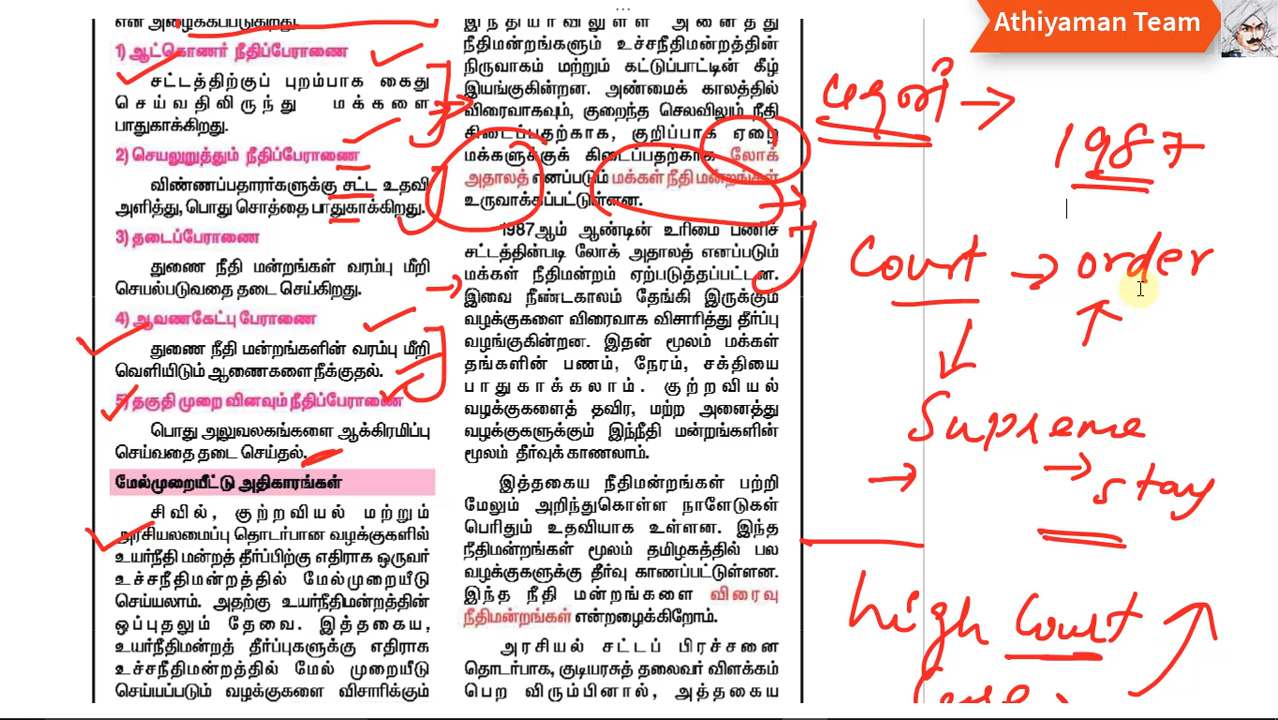 Athiyaman Team
என அழைக்கப்படுகிறது.
1) ஆட்கொணர் நீதிப்பேராணை
சட்டத்திற்குப் புறம்பாக கைது
செய்வதிலிருந்து மக்களை
பாதுகாக்கிறது.
2) செயலுறுத்தும் நீதிப்பேராணை
விண்ணப்பதாரர்களுக்கு சட்ட உதவி
அளித்து, பொது சொத்தை பாதுகாக்கிறது.
3) தடைப்பேராணை
துணை நீதி மன்றங்கள் வரம்பு மீறி
செயல்படுவதை தடை செய்கிறது.
4) ஆவணகேட்பு பேராணை
துணை நீதி மன்றங்களின் வரம்பு மீறி
வெளியிடும் ஆணைகளை நீக்குதல்.
5) தகுதி முறை வினவும் நீதிப்பேராணை
பொது அலுவலகங்களை ஆக்கிரமிப்பு
செய்வதை தடை செய்தல்.
மேல்முறையீட்டு அதிகாரங்கள்
சிவில், குற்றவியல் மற்றும்
அரசியலமைப்பு தொடர்பான வழக்குகளில்
உயர்நீதி மன்றத் தீர்ப்பிற்கு எதிராக ஒருவர்
உச்சநீதிமன்றத்தில் மேல்முறையீடு
செய்யலாம். அதற்கு உயர்நீதிமன்றத்தின்
ஒப்புதலும் தேவை. இத்தகைய,
உயர்நீதிமன்றத் தீர்ப்புகளுக்கு எதிராக
உச்சநீதிமன்றத்தில் மேல் முறையீடு
செய்யப்படும் வழக்குகளை விசாரிக்கும்
இந்தியாவிலுள்ள அனைத்து
நீதிமன்றங்களும் உச்சநீதிமன்றத்தின்
நிருவாகம் மற்றும் கட்டுப்பாட்டின் கீழ்
இயங்குகின்றன. அண்மைக் காலத்தில்
விரைவாகவும், குறைந்த செலவிலும் நீதி
கிடைப்பதற்காக, குறிப்பாக ஏழை
மக்களுக்குக் கிடைப்பதற்காக லோக்
அதாலத் எனப்படும் மக்கள் நீதி மன்றங்கள்
உருவாக்கப்பட்டுள்ளன.
1987ஆம் ஆண்டின் உரிமை பணிச்
சட்டத்தின்படி லோக் அதாலத் எனப்படும்
மக்கள் நீதிமன்றம் ஏற்படுத்தப்பட்டன.
இவை நீண்டகாலம் தேங்கி இருக்கும்
வழக்குகளை விரைவாக விசாரித்து தீர்ப்பு
வழங்குகின்றன. இதன் மூலம் மக்கள்
தங்களின் பணம், நேரம், சக்தியை
பாதுகாக்கலாம். குற்றவியல்
வழக்குகளைத் தவிர, மற்ற அனைத்து
வழக்குகளுக்கும் இந்நீதி மன்றங்களின்
மூலம் தீர்வுக் காணலாம்.
இத்தகைய நீதிமன்றங்கள் பற்றி
மேலும் அறிந்துகொள்ள நாளேடுகள்
பெரிதும் உதவியாக உள்ளன. இந்த
நீதிமன்றங்கள் மூலம் தமிழகத்தில் பல
வழக்குகளுக்கு தீர்வு காணப்பட்டுள்ளன.
இந்த நீதி மன்றங்களை விரைவு
நீதிமன்றங்கள் என்றழைக்கிறோம்.
அரசியல் சட்டப் பிரச்சனை
தொடர்பாக, குடியரசுத் தலைவர் விளக்கம்
பெற விரும்பினால், அத்தகைய
1987
Court → order
Supreme
→ stay
high Court